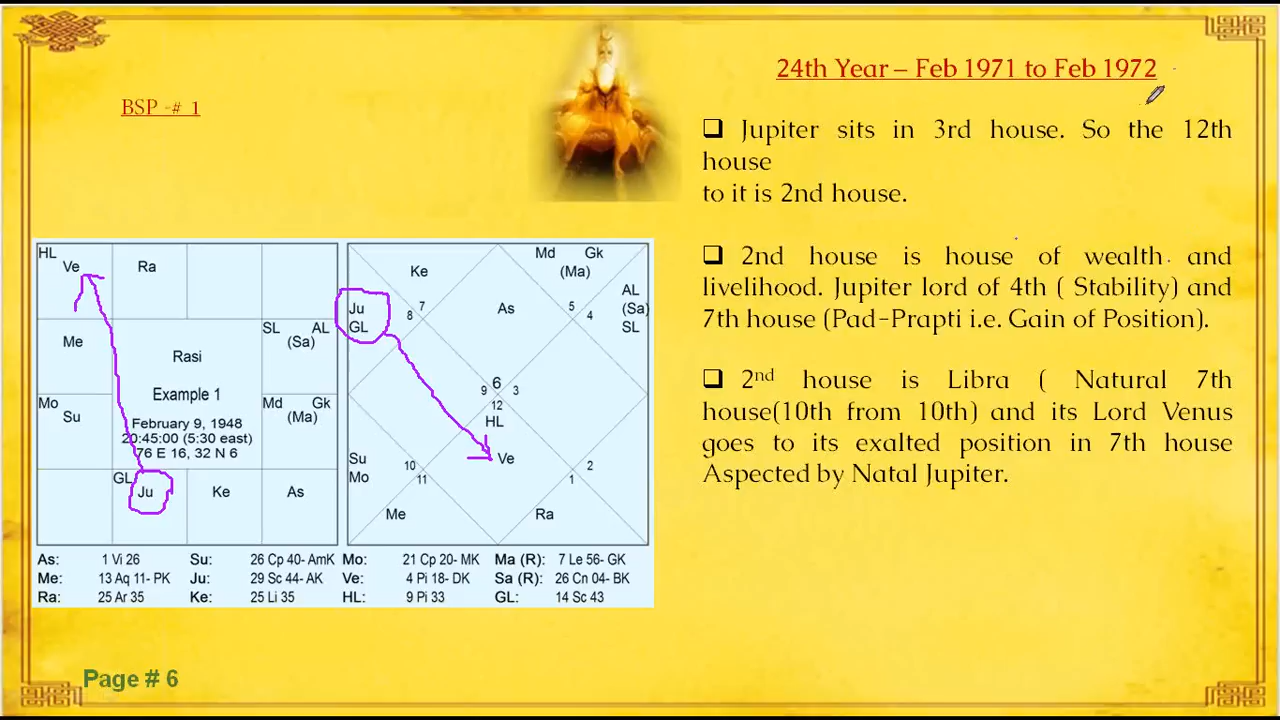 24th Year – Feb 1971 to Feb 1972
BSP -# 1
❑ Jupiter sits in 3rd house. So the 12th
house
to it is 2nd house.
❑ 2nd house is house of wealth and
livelihood. Jupiter lord of 4th ( Stability) and
7th house (Pad-Prapti i.e. Gain of Position).
❑ 2nd house is Libra ( Natural 7th
house(10th from 10th) and its Lord Venus
goes to its exalted position in 7th house
Aspected by Natal Jupiter.
HL
Ve
Ra
Me
SL AL
(Sa)
Rasi
Example 1
February 9, 1948
20:45:00 (5:30 east)
76 E 16, 32 N 6
Mo
Su
Md Gk
(Ma)
GL
Ju
Ke
As
Md Gk
(Ma)
Ke
AL
(Sa)
SL
Ju
GL
As
7
8
5
4
9 6 3
12
HL
Ve
Su
Mo
10
11
2
1
Me
Ra
As: 1 Vi 26 Su: 26 Cp 40- AmK Mo: 21 Cp 20- MK Ma (R): 7 Le 56- GK
Me: 13 Aq 11- PK Ju: 29 Sc 44- AK Ve: 4 Pi 18- DK Sa (R): 26 Cn 04- BK
Ra: 25 Ar 35 Ke: 25 Li 35 HL: 9 Pi 33 GL: 14 Sc 43
Page # 6